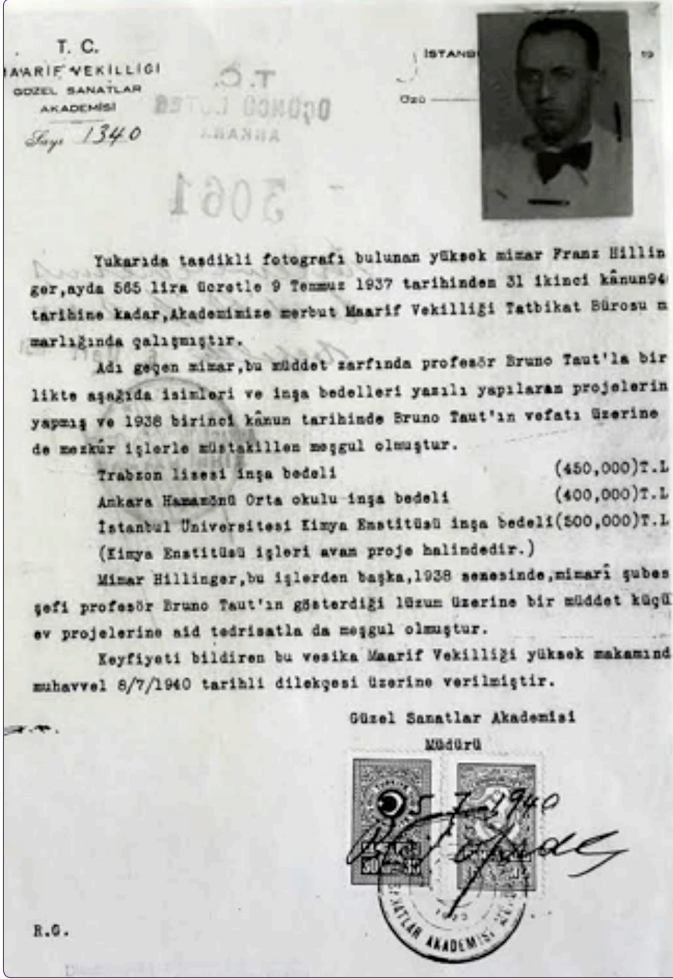 T. C.
MAARİF VEKİLLİGİ
GÜZEL SANATLAR
AKADEMİSİ
Sayı 1340
İSTANB
19
Özü
T.C.
ÜÇÜNCÜ NOTER
ANKARA
3061
Yukarıda tasdikli fotografı bulunan yüksek mimar Franz Hillin
ger,ayda 565 lira ücretle 9 Temmuz 1937 tarihinden 31 ikinci kânun94
tarihine kadar,Akademimize merbut Maarif Vekilliği Tatbikat Bürosu m
marlığında çalışmıştır.
Adı geçen mimar,bu müddet zarfında profesör Bruno Taut'la bir
likte aşağıda isimleri ve inşa bedelleri yazılı yapıların projelerin
yapmış ve 1938 birinci kânun tarihinde Bruno Taut'ın vefatı üzerine
de mezkûr işlerle müstakillen meşgul olmuştur.
Trabzon lisesi inşa bedeli (450,000)T.L
Ankara Hamamönü Orta okulu inşa bedeli (400,000)T.L
İstanbul Üniversitesi Kimya Enstitüsü inşa bedeli(500,000)T.L
(Kimya Enstitüsü işleri avam proje halindedir.)
Mimar Hillinger,bu işlerden başka,1938 senesinde,mimarî şubes
şefi profesör Bruno Taut'ın gösterdiği lüzum üzerine bir müddet küçü
ev projelerine aid tedrisatla da meşgul olmuştur.
Keyfiyeti bildiren bu vesika Maarif Vekilliği yüksek makamınd
muhavvel 8/7/1940 tarihli dilekçesi üzerine verilmiştir.
Güzel Sanatlar Akademisi
Müdürü
5 7 1940
SANATLAR AKADEMİSİ
R.G.